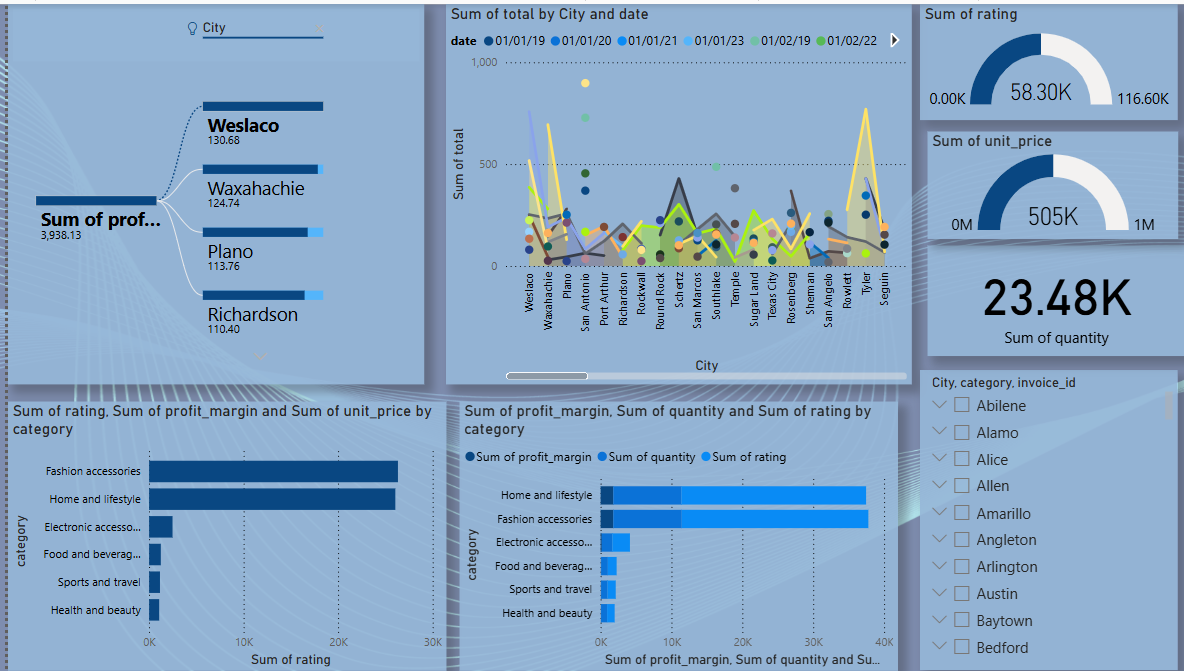 City
Sum of prof...
3,938.13
Weslaco
130.68
Waxahachie
124.74
Plano
113.76
Richardson
110.40
Sum of total by City and date
date 01/01/19 01/01/20 01/01/21 01/01/23 01/02/19 01/02/22
Sum of total
1,000
500
0
Weslaco
Waxahachie
Plano
San Antonio
Port Arthur
Richardson
Rockwall
Round Rock
Schertz
San Marcos
Southlake
Temple
Sugar Land
Texas City
Rosenberg
Sherman
San Angelo
Rowlett
Tyler
Seguin
City
Sum of rating
58.30K
0.00K
116.60K
Sum of unit_price
505K
0M
1M
23.48K
Sum of quantity
City, category, invoice_id
Abilene
Alamo
Alice
Allen
Amarillo
Angleton
Arlington
Austin
Baytown
Bedford
Sum of rating, Sum of profit_margin and Sum of unit_price by
category
category
Fashion accessories
Home and lifestyle
Electronic accesso...
Food and beverag...
Sports and travel
Health and beauty
0K 10K 20K 30K
Sum of rating
Sum of profit_margin, Sum of quantity and Sum of rating by
category
Sum of profit_margin Sum of quantity Sum of rating
category
Home and lifestyle
Fashion accessories
Electronic accesso...
Food and beverag...
Sports and travel
Health and beauty
0K 10K 20K 30K 40K
Sum of profit_margin, Sum of quantity and Su...